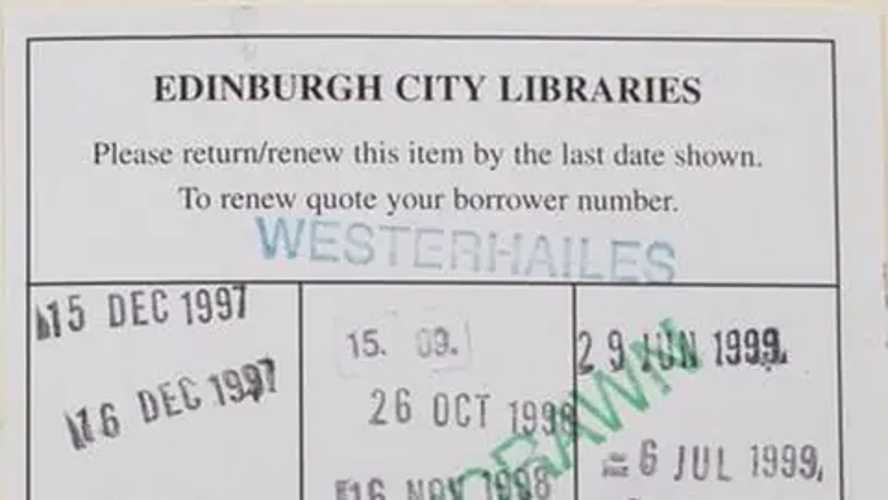 EDINBURGH CITY LIBRARIES
Please return/renew this item by the last date shown.
To renew quote your borrower number.
WESTERHAILES
15 DEC 1997
16 DEC 1997
15. 09.
26 OCT 1998
16 NOV 1998
29 JUN 1999
6 JUL 1999
DRAWN